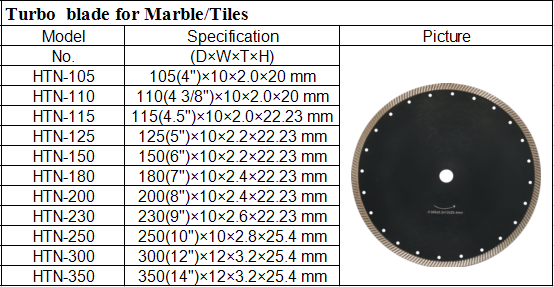 Turbo blade for Marble/Tiles
Model Specification Picture
No. (D×W×T×H)
HTN-105 105(4")×10×2.0×20 mm
HTN-110 110(4 3/8")×10×2.0×20 mm
HTN-115 115(4.5")×10×2.0×22.23 mm
HTN-125 125(5")×10×2.2×22.23 mm
HTN-150 150(6")×10×2.2×22.23 mm
HTN-180 180(7")×10×2.4×22.23 mm
HTN-200 200(8")×10×2.4×22.23 mm
HTN-230 230(9")×10×2.6×22.23 mm
HTN-250 250(10")×10×2.8×25.4 mm
HTN-300 300(12")×12×3.2×25.4 mm
HTN-350 350(14")×12×3.2×25.4 mm